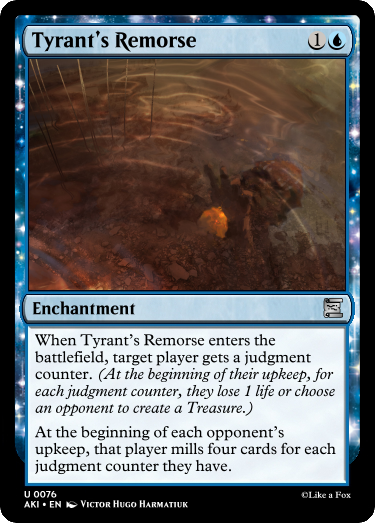 Tyrant's Remorse 1
Enchantment
When Tyrant's Remorse enters the
battlefield, target player gets a judgment
counter. (At the beginning of their upkeep, for
each judgment counter, they lose 1 life or choose
an opponent to create a Treasure.)
At the beginning of each opponent's
upkeep, that player mills four cards for each
judgment counter they have.
U 0076
©Like a Fox
AKI • EN Victor Hugo Harmatiuk